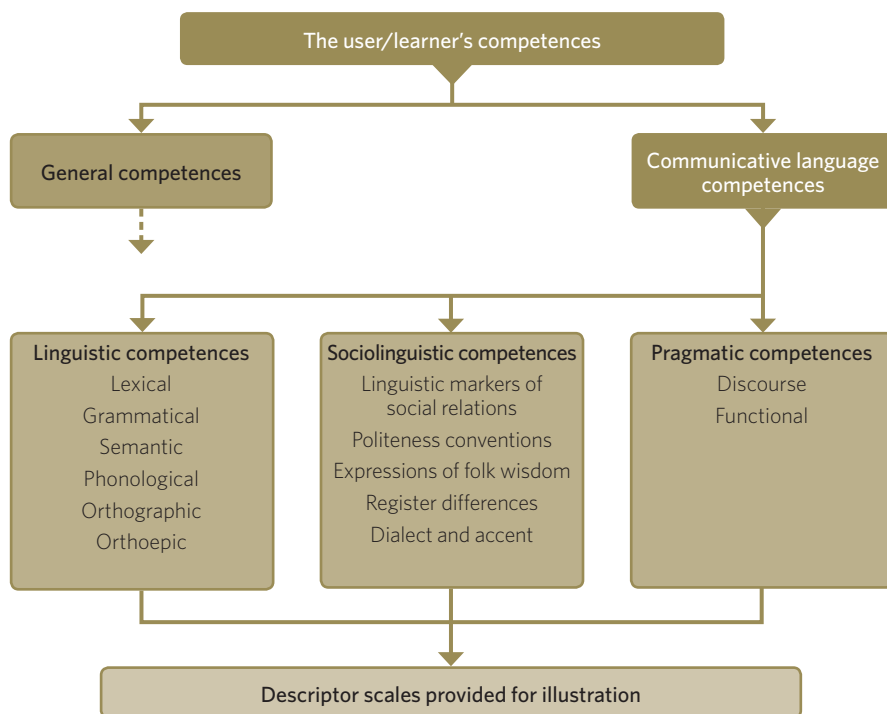 The user/learner's competences
General competences
Communicative language
competences
Linguistic competences
Lexical
Grammatical
Semantic
Phonological
Orthographic
Orthoepic
Sociolinguistic competences
Linguistic markers of
social relations
Politeness conventions
Expressions of folk wisdom
Register differences
Dialect and accent
Pragmatic competences
Discourse
Functional
Descriptor scales provided for illustration